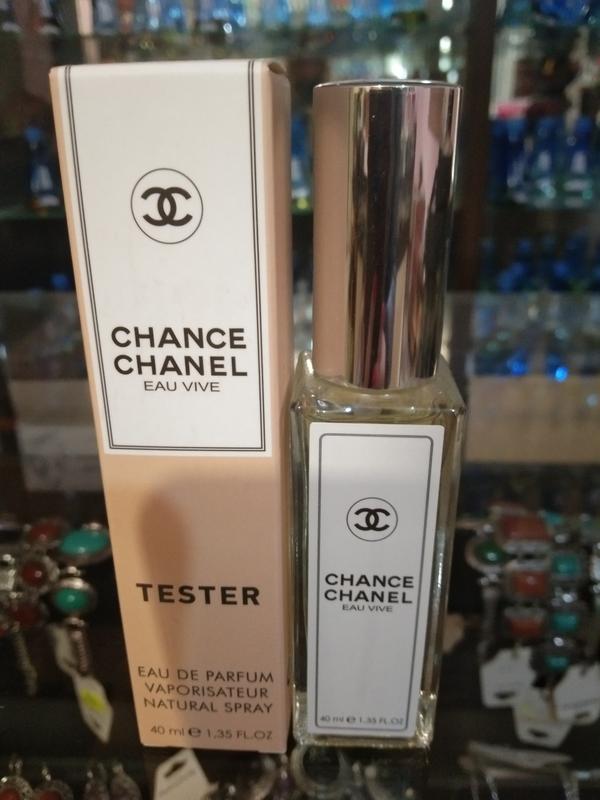 CHANCE
CHANEL
EAU VIVE
TESTER
EAU DE PARFUM
VAPORISATEUR
NATURAL SPRAY
40 ml e 1,35 FL.OZ
CHANCE
CHANEL
EAU VIVE
40 ml e 1,35 FL.OZ